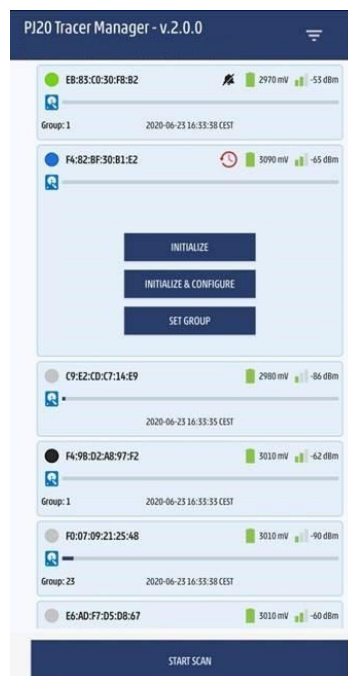 PJ20 Tracer Manager - v.2.0.0
EB:83:C0:30:F8:B2 2970 mV -53 dBm
Group: 1 2020-06-23 16:33:38 CEST
F4:82:BF:30:B1:E2 3090 mV -65 dBm
INITIALIZE
INITIALIZE & CONFIGURE
SET GROUP
C9:E2:CD:C7:14:E9 2980 mV -86 dBm
2020-06-23 16:33:35 CEST
F4:9B:D2:A8:97:F2 3010 mV -62 dBm
Group: 1 2020-06-23 16:33:33 CEST
F0:07:09:21:25:48 3010 mV -90 dBm
Group: 23 2020-06-23 16:33:38 CEST
E6:AD:F7:D5:D8:67 3010 mV -60 dBm
START SCAN